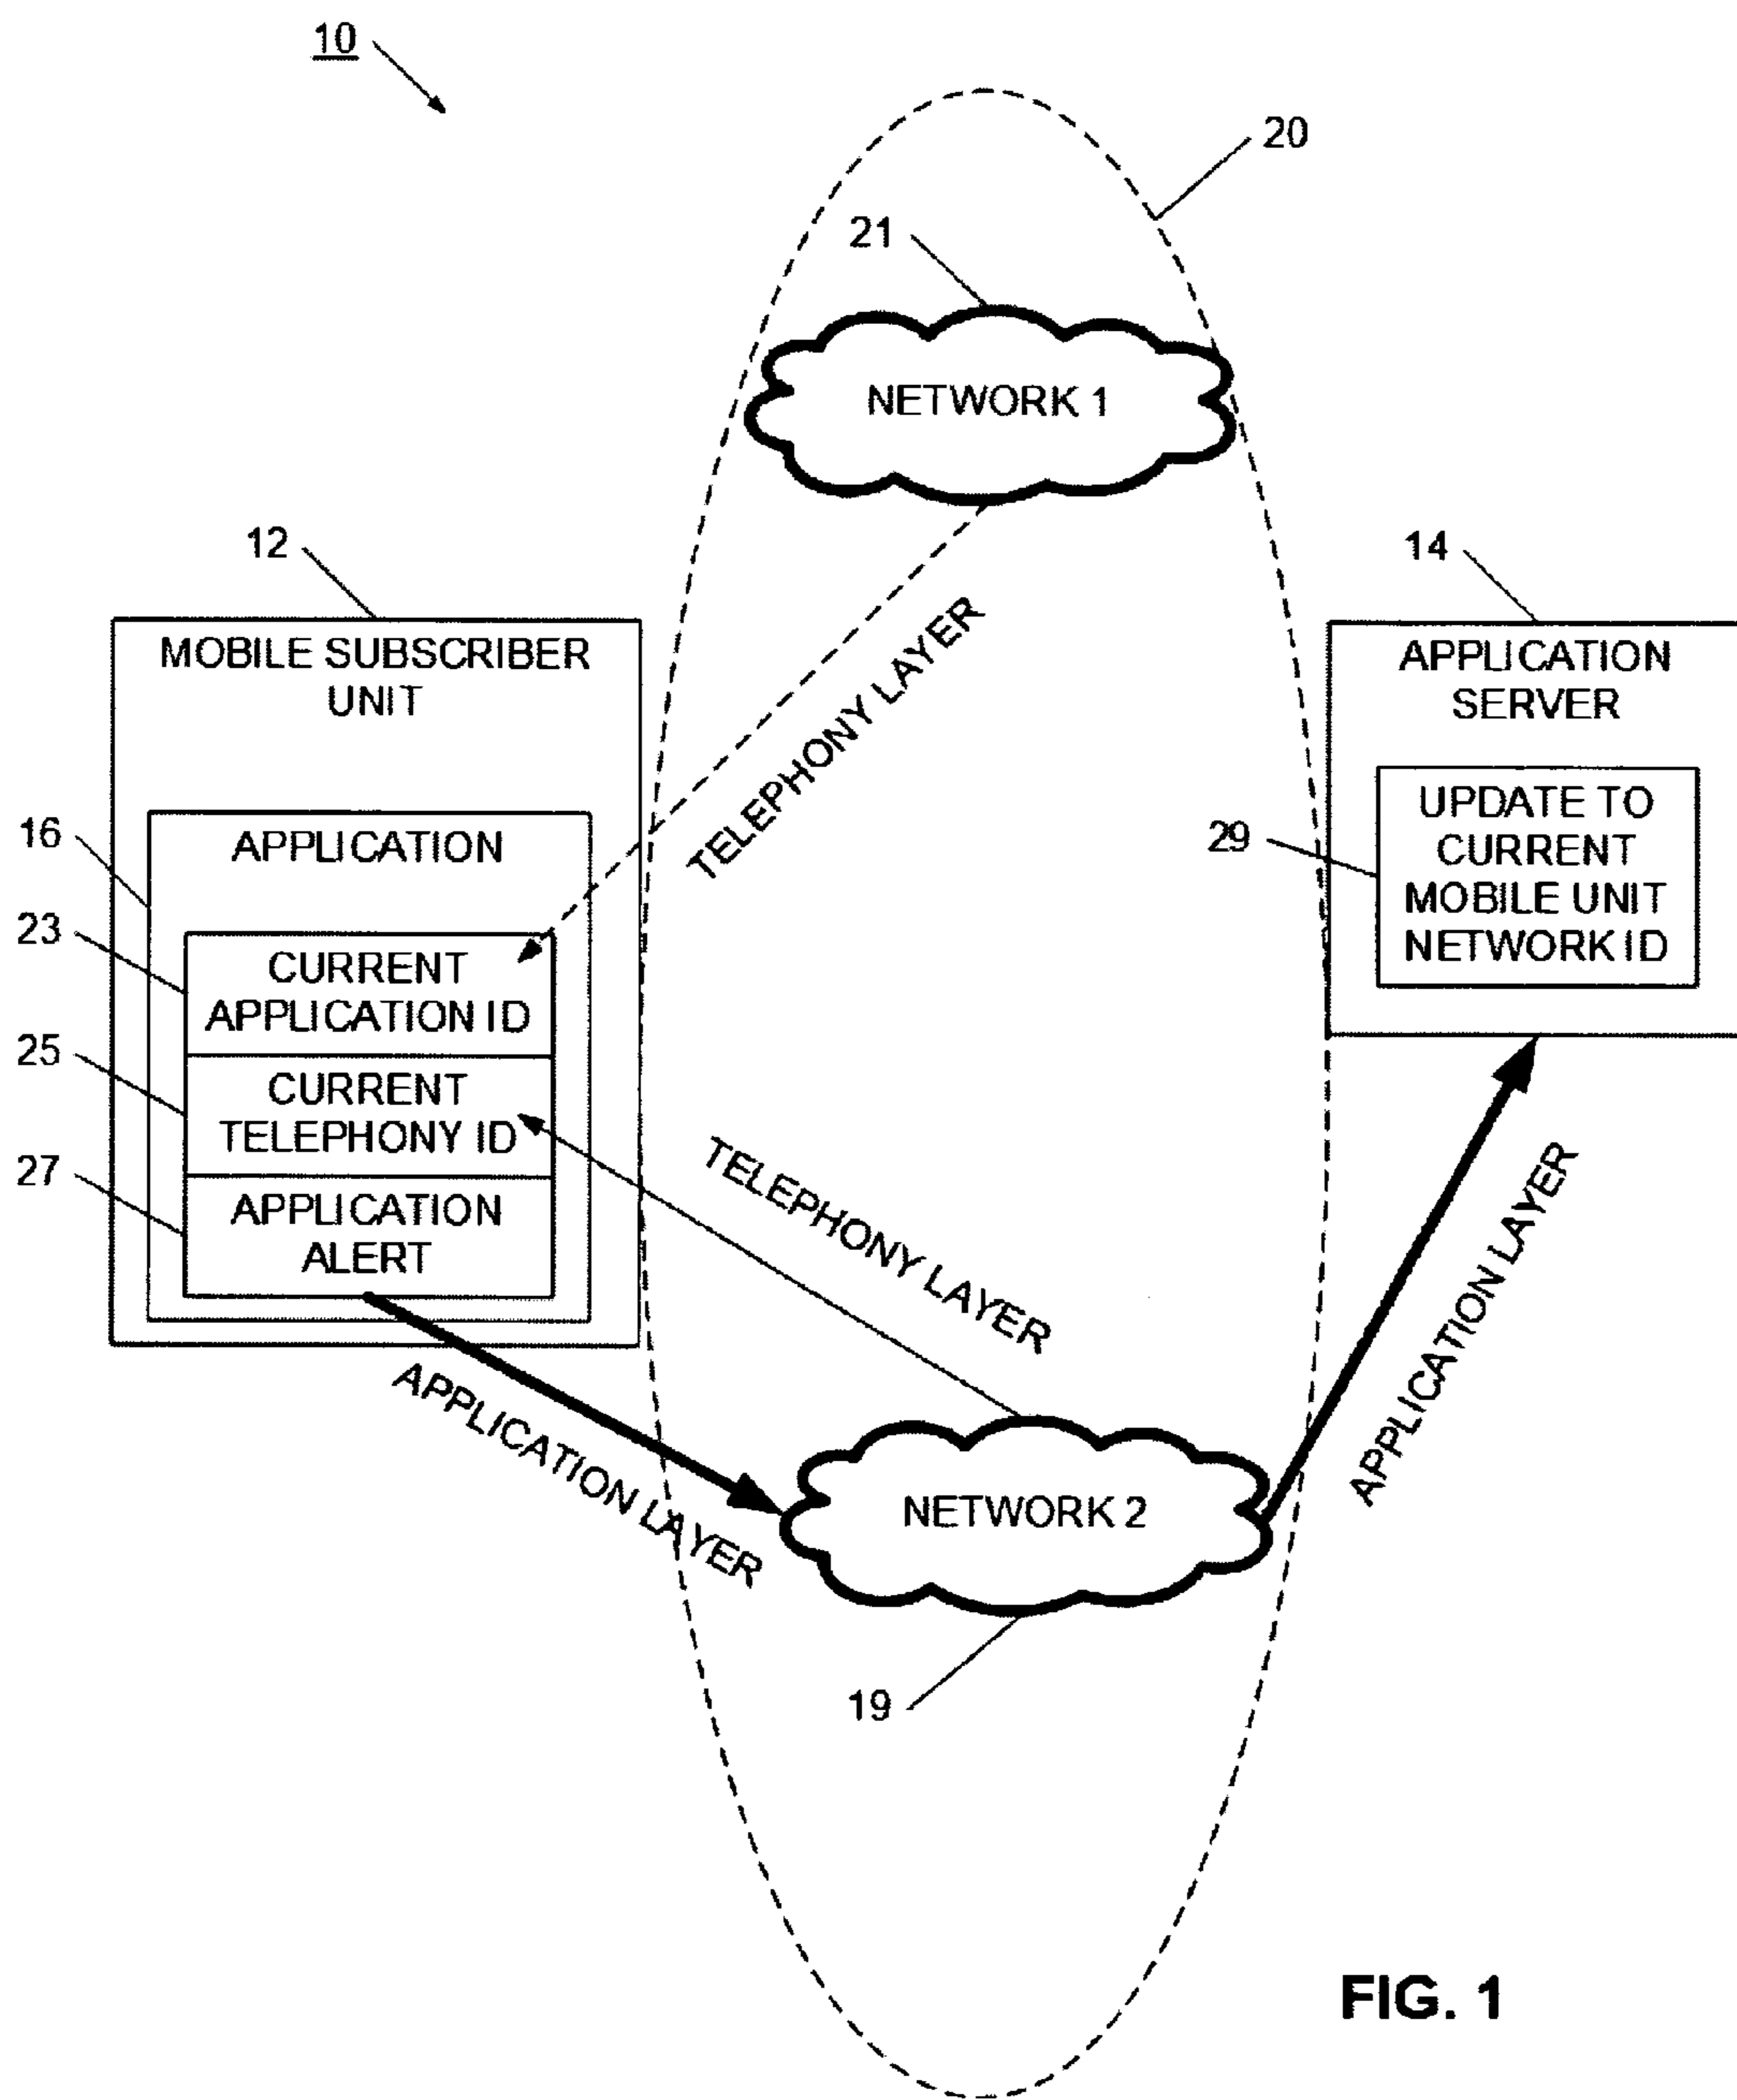 10
20
21
NETWORK 1
12
14
MOBILE SUBSCRIBER
UNIT
TELEPHONY LAYER
APPLICATION
SERVER
16
APPLICATION
29
UPDATE TO
CURRENT
MOBILE UNIT
NETWORK ID
23
CURRENT
APPLICATION ID
25
CURRENT
TELEPHONY ID
27
APPLICATION
ALERT
TELEPHONY LAYER
APPLICATION LAYER
APPLICATION LAYER
NETWORK 2
19
FIG. 1